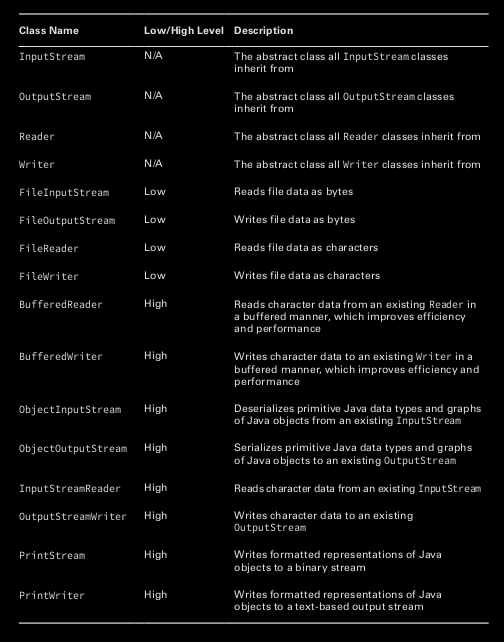 Class Name Low/High Level Description
InputStream N/A The abstract class all InputStream classes
inherit from
OutputStream N/A The abstract class all OutputStream classes
inherit from
Reader N/A The abstract class all Reader classes inherit from
Writer N/A The abstract class all Writer classes inherit from
FileInputStream Low Reads file data as bytes
FileOutputStream Low Writes file data as bytes
FileReader Low Reads file data as characters
FileWriter Low Writes file data as characters
BufferedReader High Reads character data from an existing Reader in
a buffered manner, which improves efficiency
and performance
BufferedWriter High Writes character data to an existing Writer in a
buffered manner, which improves efficiency and
performance
ObjectInputStream High Deserializes primitive Java data types and graphs
of Java objects from an existing InputStream
ObjectOutputStream High Serializes primitive Java data types and graphs
of Java objects to an existing OutputStream
InputStreamReader High Reads character data from an existing InputStream
OutputStreamWriter High Writes character data to an existing
OutputStream
PrintStream High Writes formatted representations of Java
objects to a binary stream
PrintWriter High Writes formatted representations of Java
objects to a text-based output stream